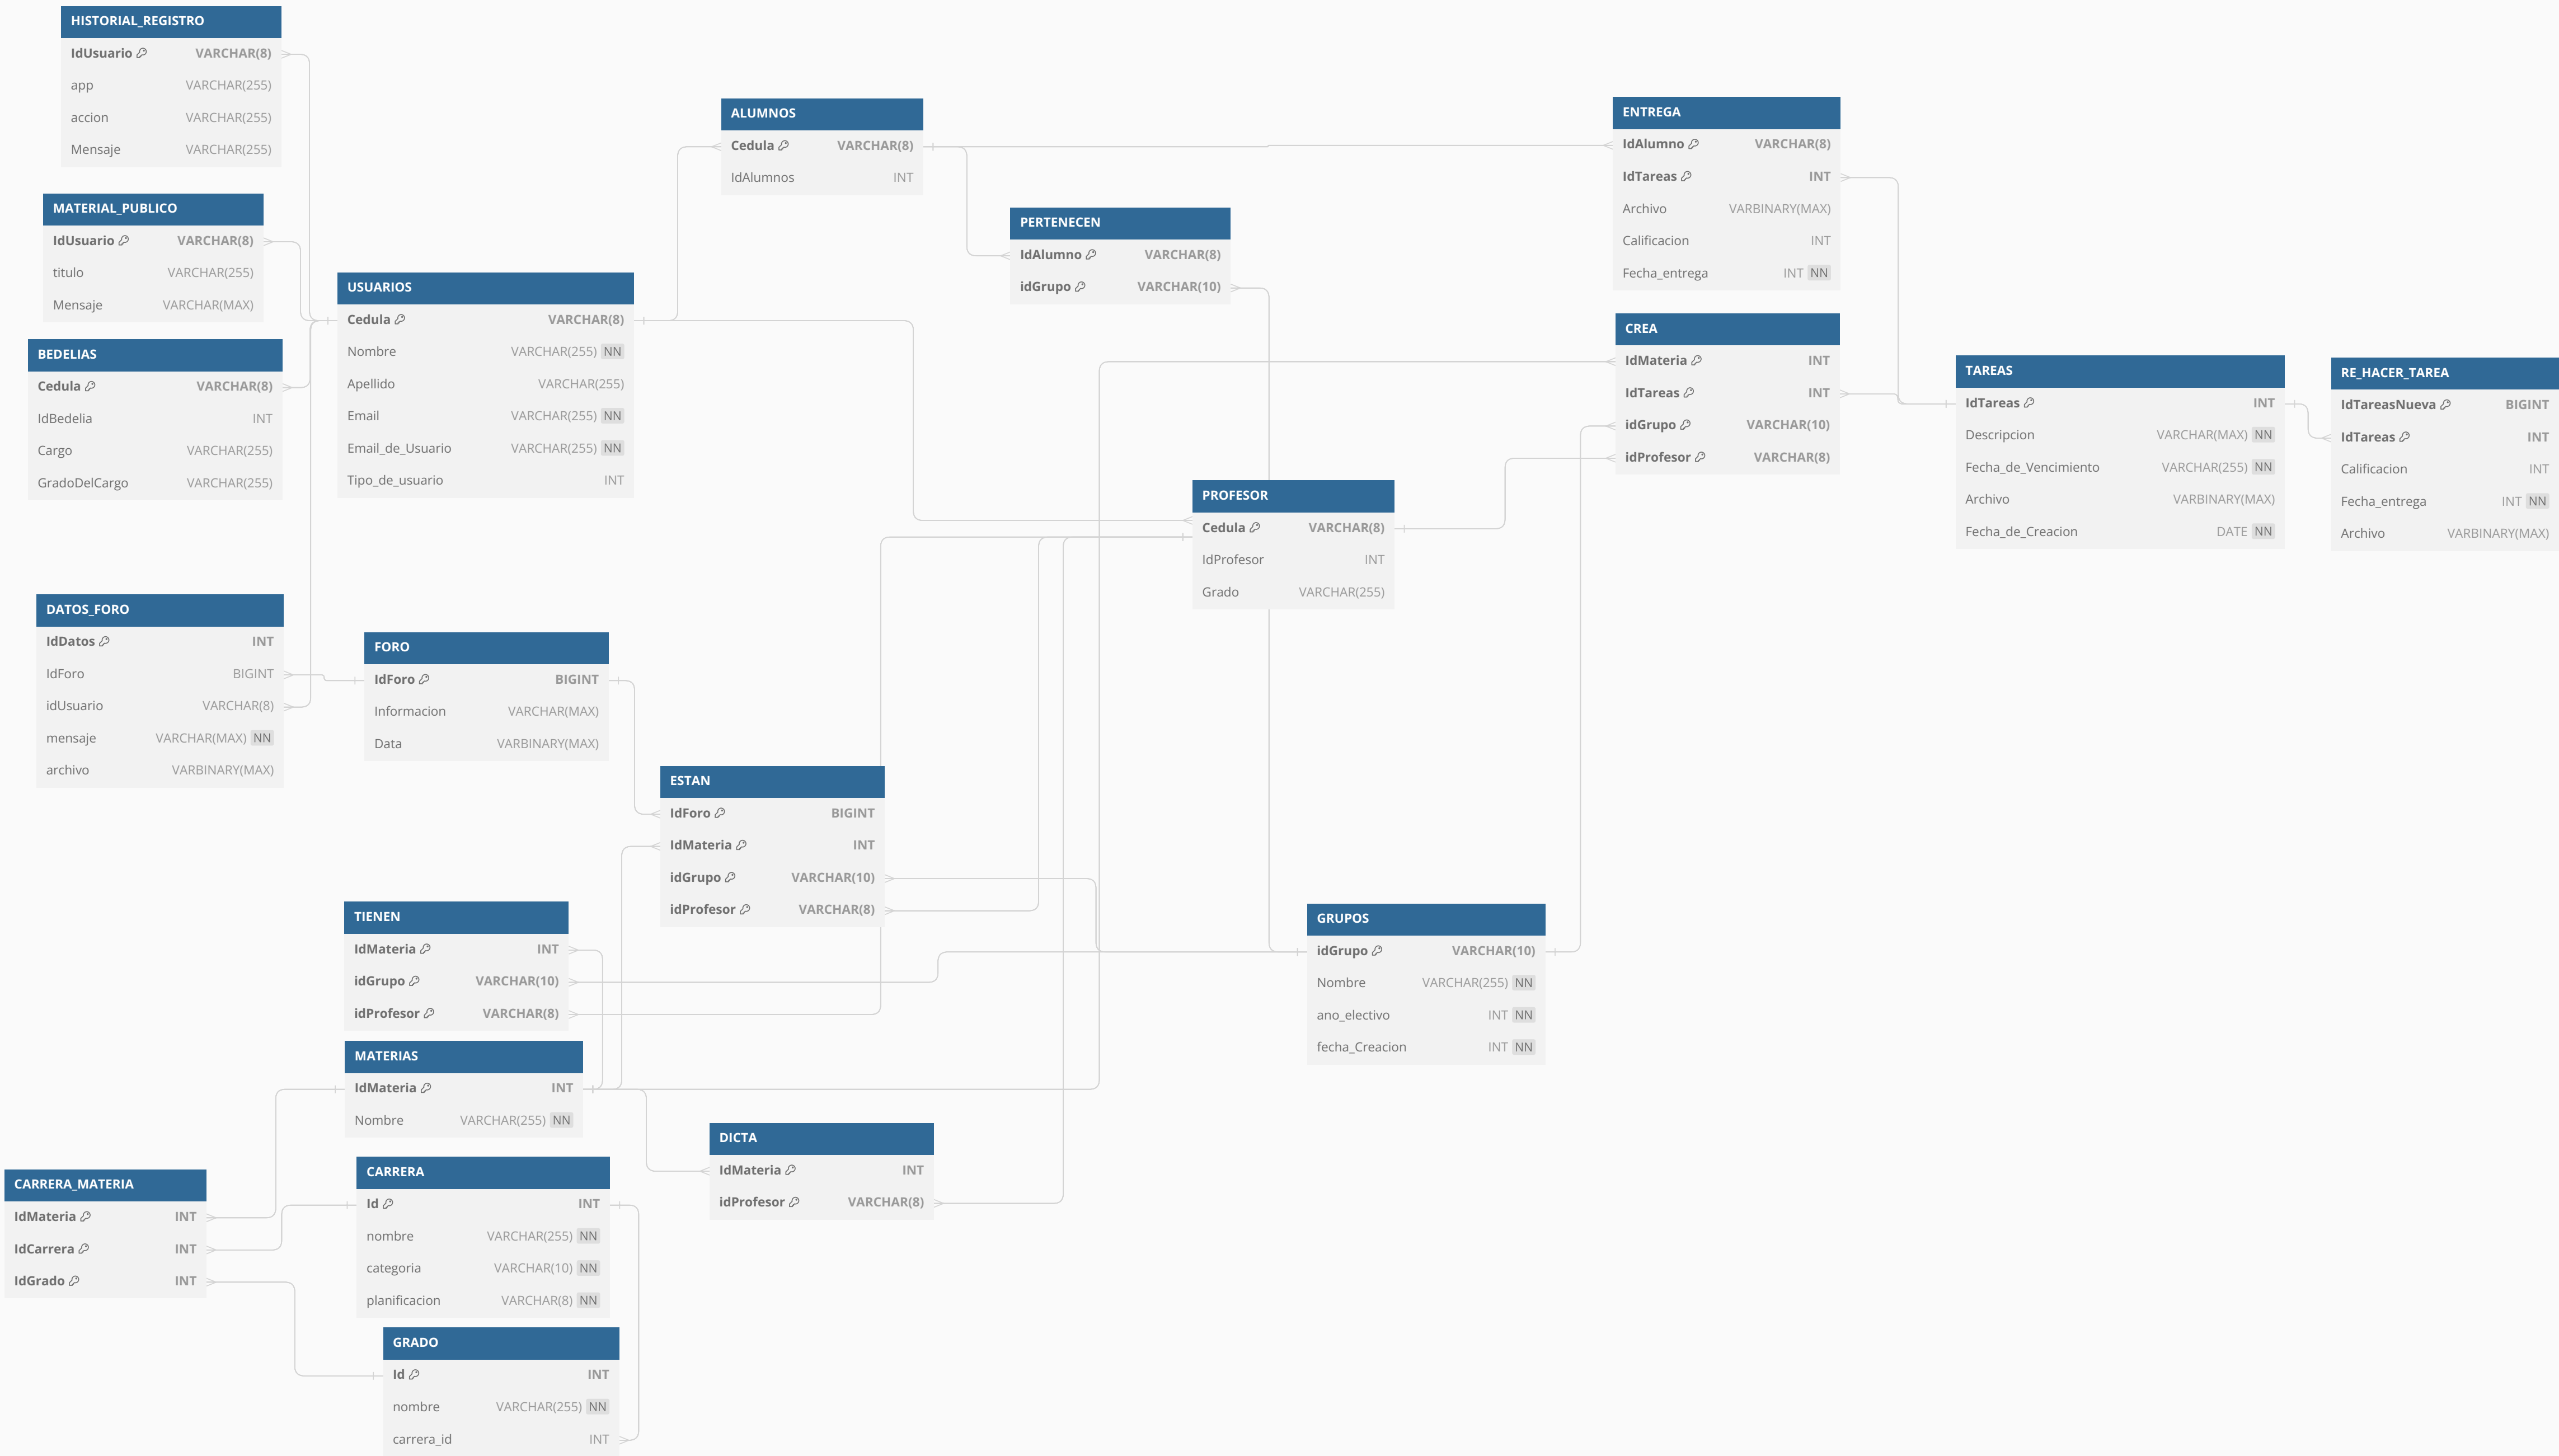 HISTORIAL_REGISTRO
IdUsuario VARCHAR(8)
app VARCHAR(255)
accion VARCHAR(255)
Mensaje VARCHAR(255)
MATERIAL_PUBLICO
IdUsuario VARCHAR(8)
titulo VARCHAR(255)
Mensaje VARCHAR(MAX)
BEDELIAS
Cedula VARCHAR(8)
IdBedelia INT
Cargo VARCHAR(255)
GradoDelCargo VARCHAR(255)
USUARIOS
Cedula VARCHAR(8)
Nombre VARCHAR(255) NN
Apellido VARCHAR(255)
Email VARCHAR(255) NN
Email_de_Usuario VARCHAR(255) NN
Tipo_de_usuario INT
ALUMNOS
Cedula VARCHAR(8)
IdAlumnos INT
PERTENECEN
IdAlumno VARCHAR(8)
idGrupo VARCHAR(10)
ENTREGA
IdAlumno VARCHAR(8)
IdTareas INT
Archivo VARBINARY(MAX)
Calificacion INT
Fecha_entrega INT NN
CREA
IdMateria INT
IdTareas INT
idGrupo VARCHAR(10)
idProfesor VARCHAR(8)
TAREAS
IdTareas INT
Descripcion VARCHAR(MAX) NN
Fecha_de_Vencimiento VARCHAR(255) NN
Archivo VARBINARY(MAX)
Fecha_de_Creacion DATE NN
RE_HACER_TAREA
IdTareasNueva BIGINT
IdTareas INT
Calificacion INT
Fecha_entrega INT NN
Archivo VARBINARY(MAX)
PROFESOR
Cedula VARCHAR(8)
IdProfesor INT
Grado VARCHAR(255)
DATOS_FORO
IdDatos INT
IdForo BIGINT
idUsuario VARCHAR(8)
mensaje VARCHAR(MAX) NN
archivo VARBINARY(MAX)
FORO
IdForo BIGINT
Informacion VARCHAR(MAX)
Data VARBINARY(MAX)
ESTAN
IdForo BIGINT
IdMateria INT
idGrupo VARCHAR(10)
idProfesor VARCHAR(8)
TIENEN
IdMateria INT
idGrupo VARCHAR(10)
idProfesor VARCHAR(8)
GRUPOS
idGrupo VARCHAR(10)
Nombre VARCHAR(255) NN
ano_electivo INT NN
fecha_Creacion INT NN
MATERIAS
IdMateria INT
Nombre VARCHAR(255) NN
DICTA
IdMateria INT
idProfesor VARCHAR(8)
CARRERA_MATERIA
IdMateria INT
IdCarrera INT
IdGrado INT
CARRERA
Id INT
nombre VARCHAR(255) NN
categoria VARCHAR(10) NN
planificacion VARCHAR(8) NN
GRADO
Id INT
nombre VARCHAR(255) NN
carrera_id INT